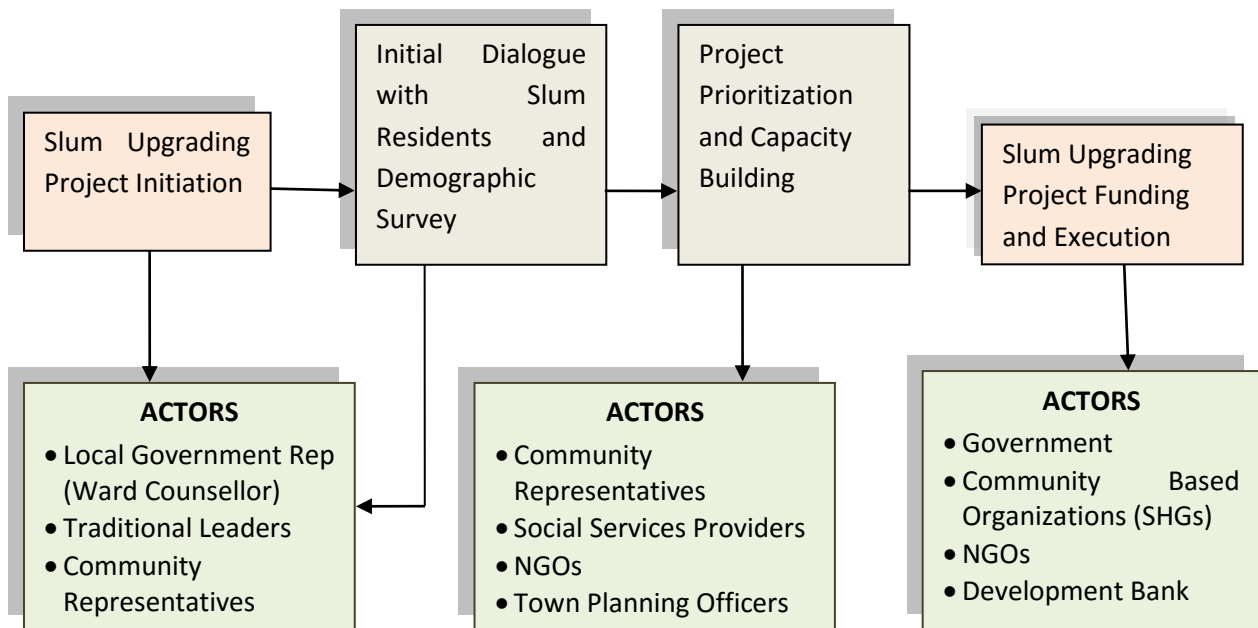 Slum Upgrading
Project Initiation
Initial Dialogue
with Slum
Residents and
Demographic
Survey
Project
Prioritization
and Capacity
Building
Slum Upgrading
Project Funding
and Execution
ACTORS
• Local Government Rep
(Ward Counsellor)
• Traditional Leaders
• Community
Representatives
ACTORS
• Community
Representatives
• Social Services Providers
• NGOs
• Town Planning Officers
ACTORS
• Government
• Community Based
Organizations (SHGs)
• NGOs
• Development Bank